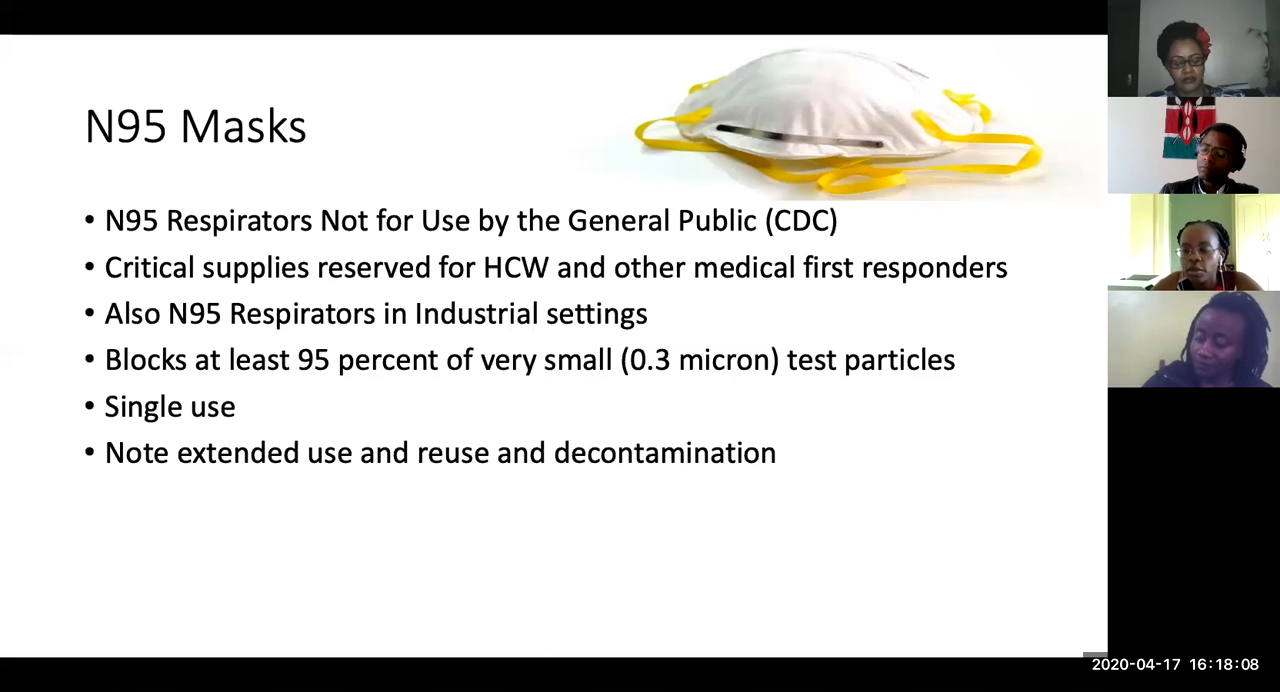 N95 Masks
• N95 Respirators Not for Use by the General Public (CDC)
• Critical supplies reserved for HCW and other medical first responders
• Also N95 Respirators in Industrial settings
• Blocks at least 95 percent of very small (0.3 micron) test particles
• Single use
• Note extended use and reuse and decontamination
2020-04-17 16:18:08